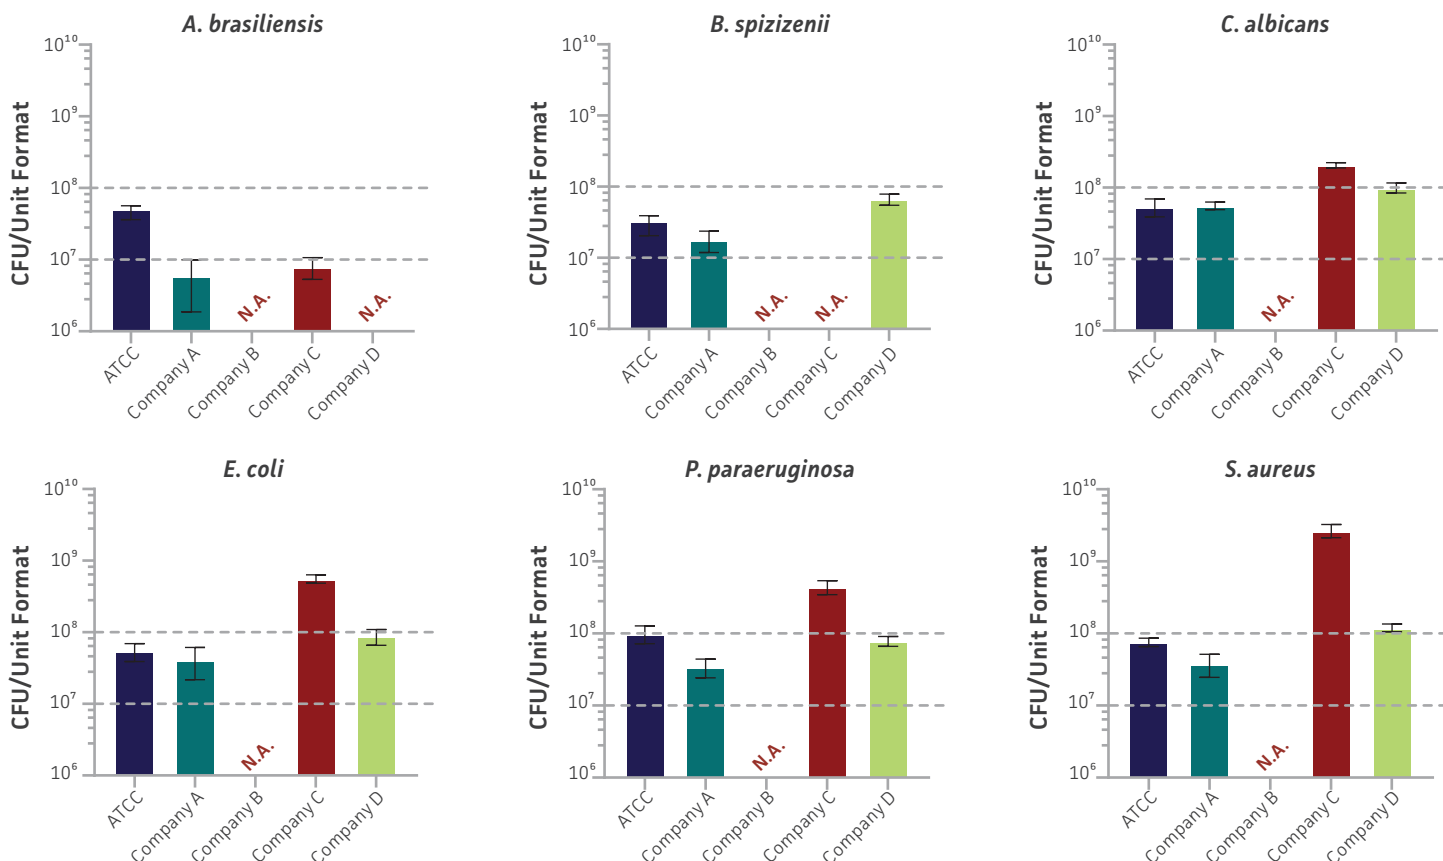 A. brasiliensis
CFU/Unit Format
10¹⁰
10⁹
10⁸
10⁷
10⁶
N.A.
N.A.
ATCC
Company A
Company B
Company C
Company D
B. spizizenii
CFU/Unit Format
10¹⁰
10⁹
10⁸
10⁷
10⁶
N.A.
N.A.
ATCC
Company A
Company B
Company C
Company D
C. albicans
CFU/Unit Format
10¹⁰
10⁹
10⁸
10⁷
10⁶
N.A.
ATCC
Company A
Company B
Company C
Company D
E. coli
CFU/Unit Format
10¹⁰
10⁹
10⁸
10⁷
10⁶
N.A.
ATCC
Company A
Company B
Company C
Company D
P. paraeruginosa
CFU/Unit Format
10¹⁰
10⁹
10⁸
10⁷
10⁶
N.A.
ATCC
Company A
Company B
Company C
Company D
S. aureus
CFU/Unit Format
10¹⁰
10⁹
10⁸
10⁷
10⁶
N.A.
ATCC
Company A
Company B
Company C
Company D